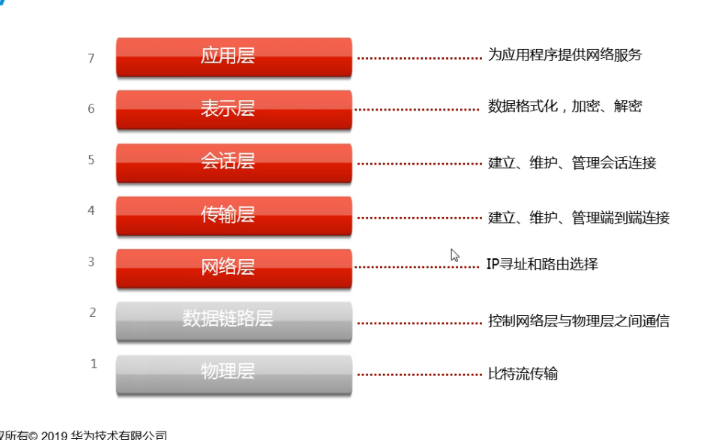 7 应用层 为应用程序提供网络服务
6 表示层 数据格式化，加密、解密
5 会话层 建立、维护、管理会话连接
4 传输层 建立、维护、管理端到端连接
3 网络层 IP寻址和路由选择
2 数据链路层 控制网络层与物理层之间通信
1 物理层 比特流传输
所有© 2019 华为技术有限公司